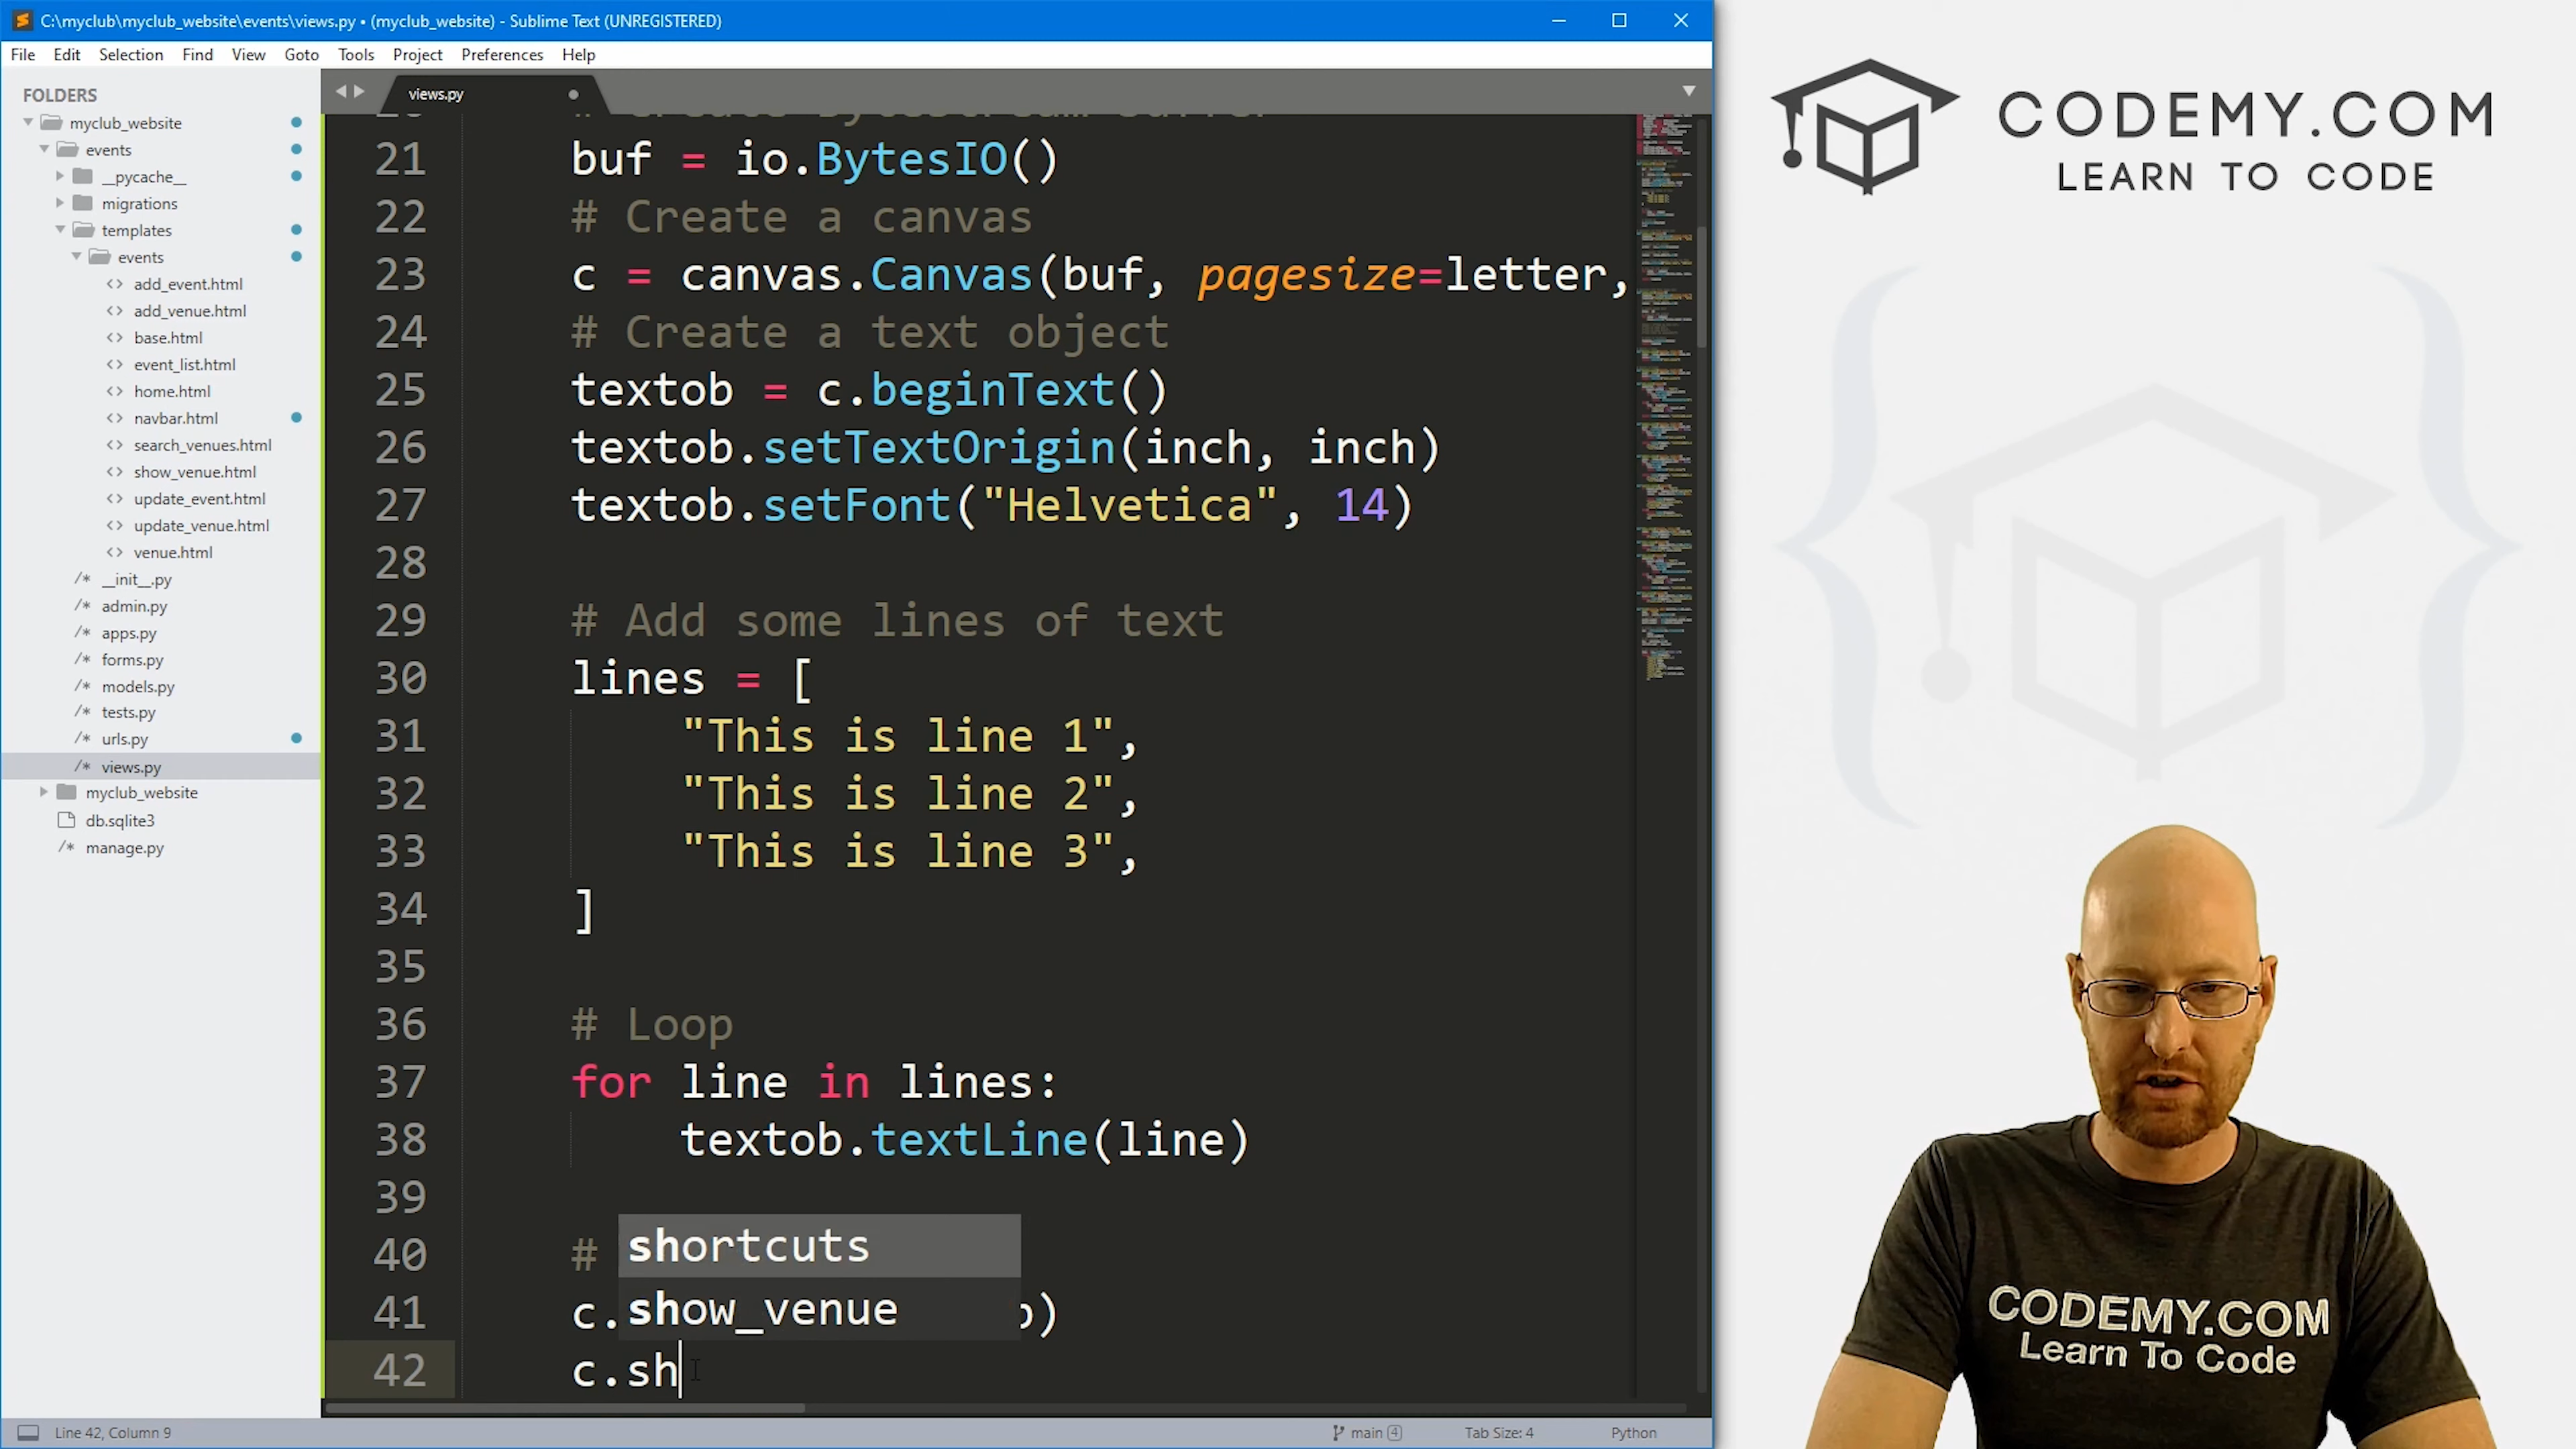 C:\myclub\myclub_website\events\views.py • (myclub_website) - Sublime Text (UNREGISTERED)
File Edit Selection Find View Goto Tools Project Preferences Help
FOLDERS
myclub_website
events
__pycache__
migrations
templates
events
add_event.html
add_venue.html
base.html
event_list.html
home.html
navbar.html
search_venues.html
show_venue.html
update_event.html
update_venue.html
venue.html
__init__.py
admin.py
apps.py
forms.py
models.py
tests.py
urls.py
views.py
myclub_website
db.sqlite3
manage.py
views.py
21 buf = io.BytesIO()
22 # Create a canvas
23 c = canvas.Canvas(buf, pagesize=letter,
24 # Create a text object
25 textob = c.beginText()
26 textob.setTextOrigin(inch, inch)
27 textob.setFont("Helvetica", 14)
28
29 # Add some lines of text
30 lines = [
31 "This is line 1",
32 "This is line 2",
33 "This is line 3",
34 ]
35
36 # Loop
37 for line in lines:
38 textob.textLine(line)
39
40 #
41 c. )
42 c.sh
shortcuts
show_venue
Line 42, Column 9
main 4
Tab Size: 4
Python
CODEMY.COM
LEARN TO CODE
CODEMY.COM
Learn To Code